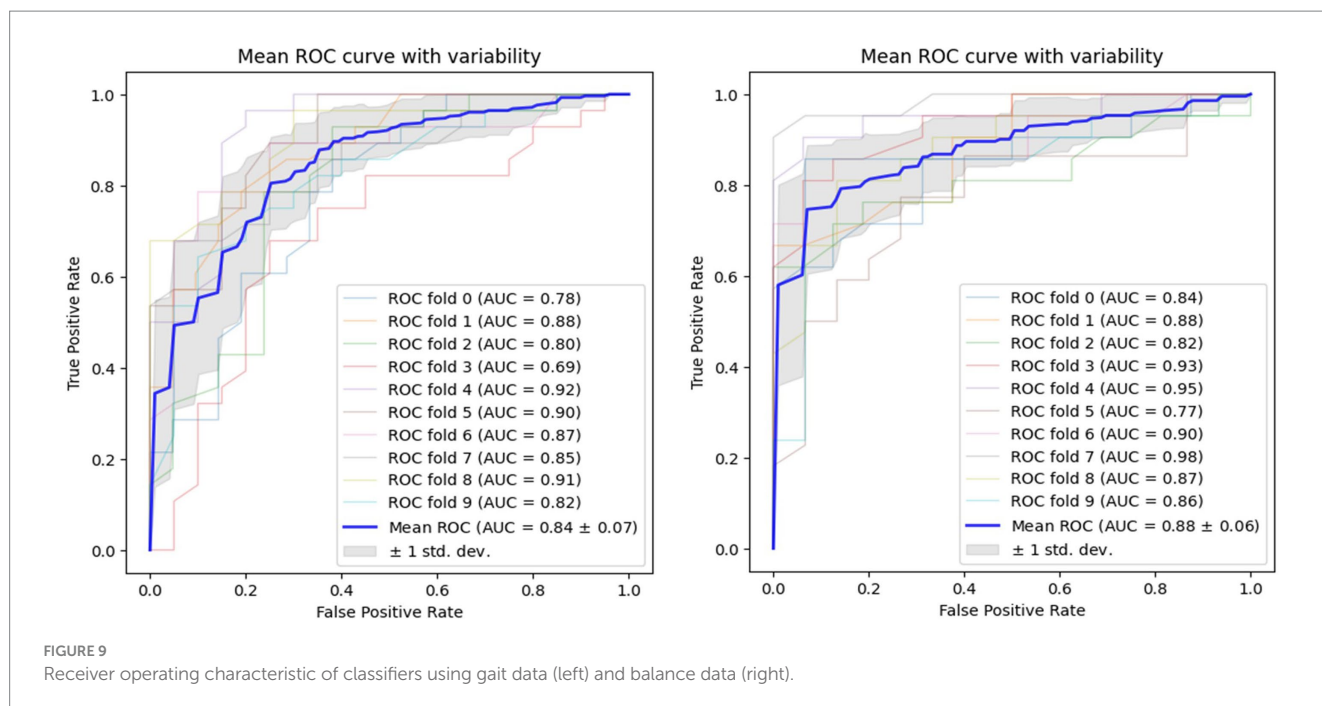 Mean ROC curve with variability
1.0
0.8
0.6
0.4
0.2
0.0
True Positive Rate
ROC fold 0 (AUC = 0.78)
ROC fold 1 (AUC = 0.88)
ROC fold 2 (AUC = 0.80)
ROC fold 3 (AUC = 0.69)
ROC fold 4 (AUC = 0.92)
ROC fold 5 (AUC = 0.90)
ROC fold 6 (AUC = 0.87)
ROC fold 7 (AUC = 0.85)
ROC fold 8 (AUC = 0.91)
ROC fold 9 (AUC = 0.82)
Mean ROC (AUC = 0.84 ± 0.07)
± 1 std. dev.
0.0 0.2 0.4 0.6 0.8 1.0
False Positive Rate
Mean ROC curve with variability
1.0
0.8
0.6
0.4
0.2
0.0
True Positive Rate
ROC fold 0 (AUC = 0.84)
ROC fold 1 (AUC = 0.88)
ROC fold 2 (AUC = 0.82)
ROC fold 3 (AUC = 0.93)
ROC fold 4 (AUC = 0.95)
ROC fold 5 (AUC = 0.77)
ROC fold 6 (AUC = 0.90)
ROC fold 7 (AUC = 0.98)
ROC fold 8 (AUC = 0.87)
ROC fold 9 (AUC = 0.86)
Mean ROC (AUC = 0.88 ± 0.06)
± 1 std. dev.
0.0 0.2 0.4 0.6 0.8 1.0
False Positive Rate
FIGURE 9
Receiver operating characteristic of classifiers using gait data (left) and balance data (right).